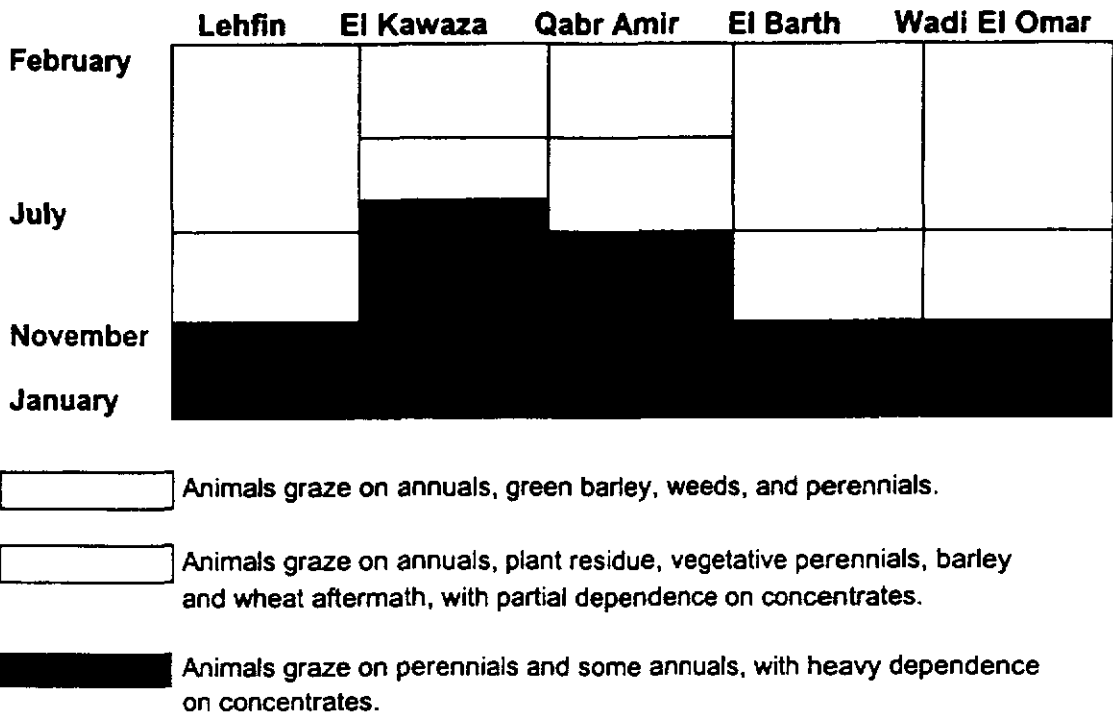 Lehfin El Kawaza Qabr Amir El Barth Wadi El Omar
February
July
November
January
Animals graze on annuals, green barley, weeds, and perennials.
Animals graze on annuals, plant residue, vegetative perennials, barley
and wheat aftermath, with partial dependence on concentrates.
Animals graze on perennials and some annuals, with heavy dependence
on concentrates.